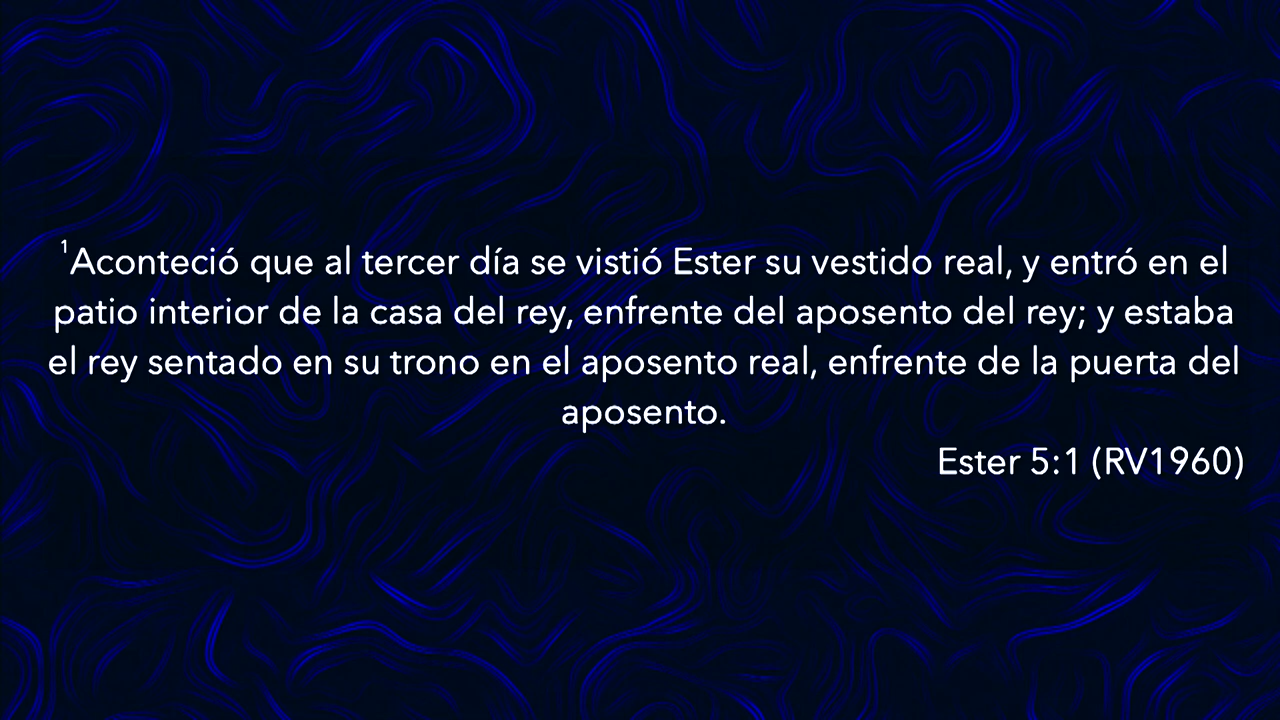 ¹Aconteció que al tercer día se vistió Ester su vestido real, y entró en el
patio interior de la casa del rey, enfrente del aposento del rey; y estaba
el rey sentado en su trono en el aposento real, enfrente de la puerta del
aposento.
Ester 5:1 (RV1960)